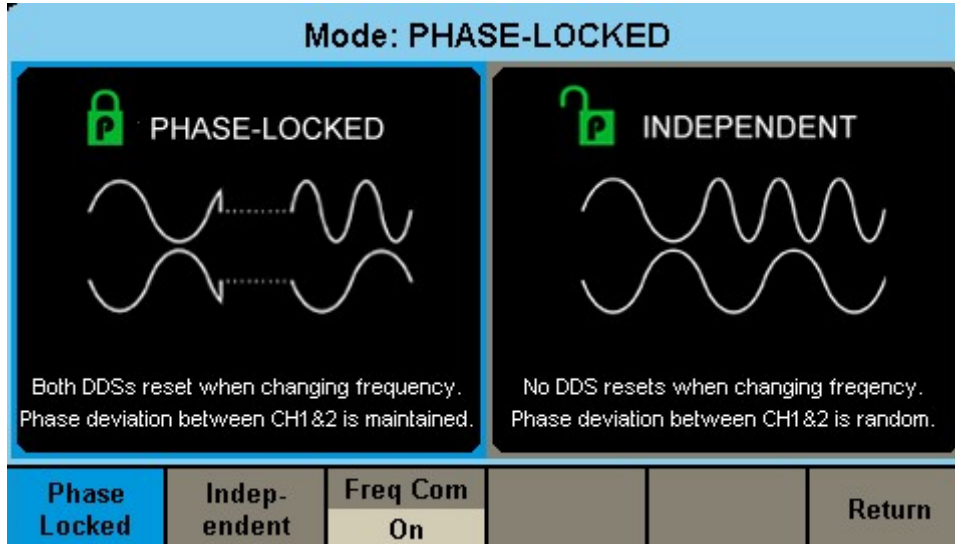 Mode: PHASE-LOCKED
P PHASE-LOCKED
Both DDSs reset when changing frequency.
Phase deviation between CH1&2 is maintained.
P INDEPENDENT
No DDS resets when changing freqency.
Phase deviation between CH1&2 is random.
Phase
Locked
Indep-
endent
Freq Com
On
Return